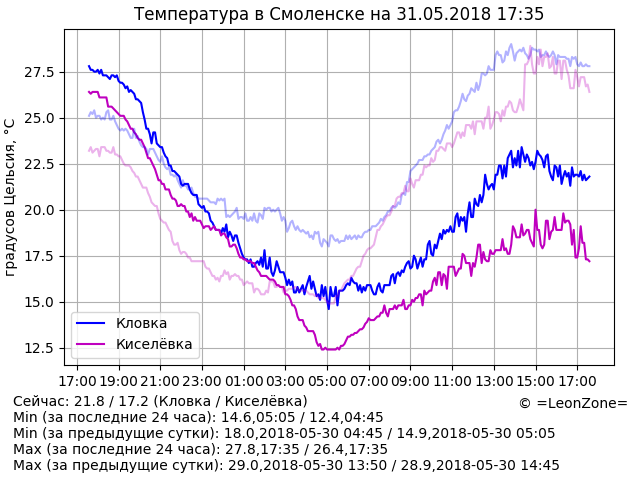 Температура в Смоленске на 31.05.2018 17:35
градусов Цельсия, °C
27.5
25.0
22.5
20.0
17.5
15.0
12.5
Кловка
Киселёвка
17:00 19:00 21:00 23:00 01:00 03:00 05:00 07:00 09:00 11:00 13:00 15:00 17:00
Сейчас: 21.8 / 17.2 (Кловка / Киселёвка)
© =LeonZone=
Min (за последние 24 часа): 14.6,05:05 / 12.4,04:45
Min (за предыдущие сутки): 18.0,2018-05-30 04:45 / 14.9,2018-05-30 05:05
Max (за последние 24 часа): 27.8,17:35 / 26.4,17:35
Max (за предыдущие сутки): 29.0,2018-05-30 13:50 / 28.9,2018-05-30 14:45